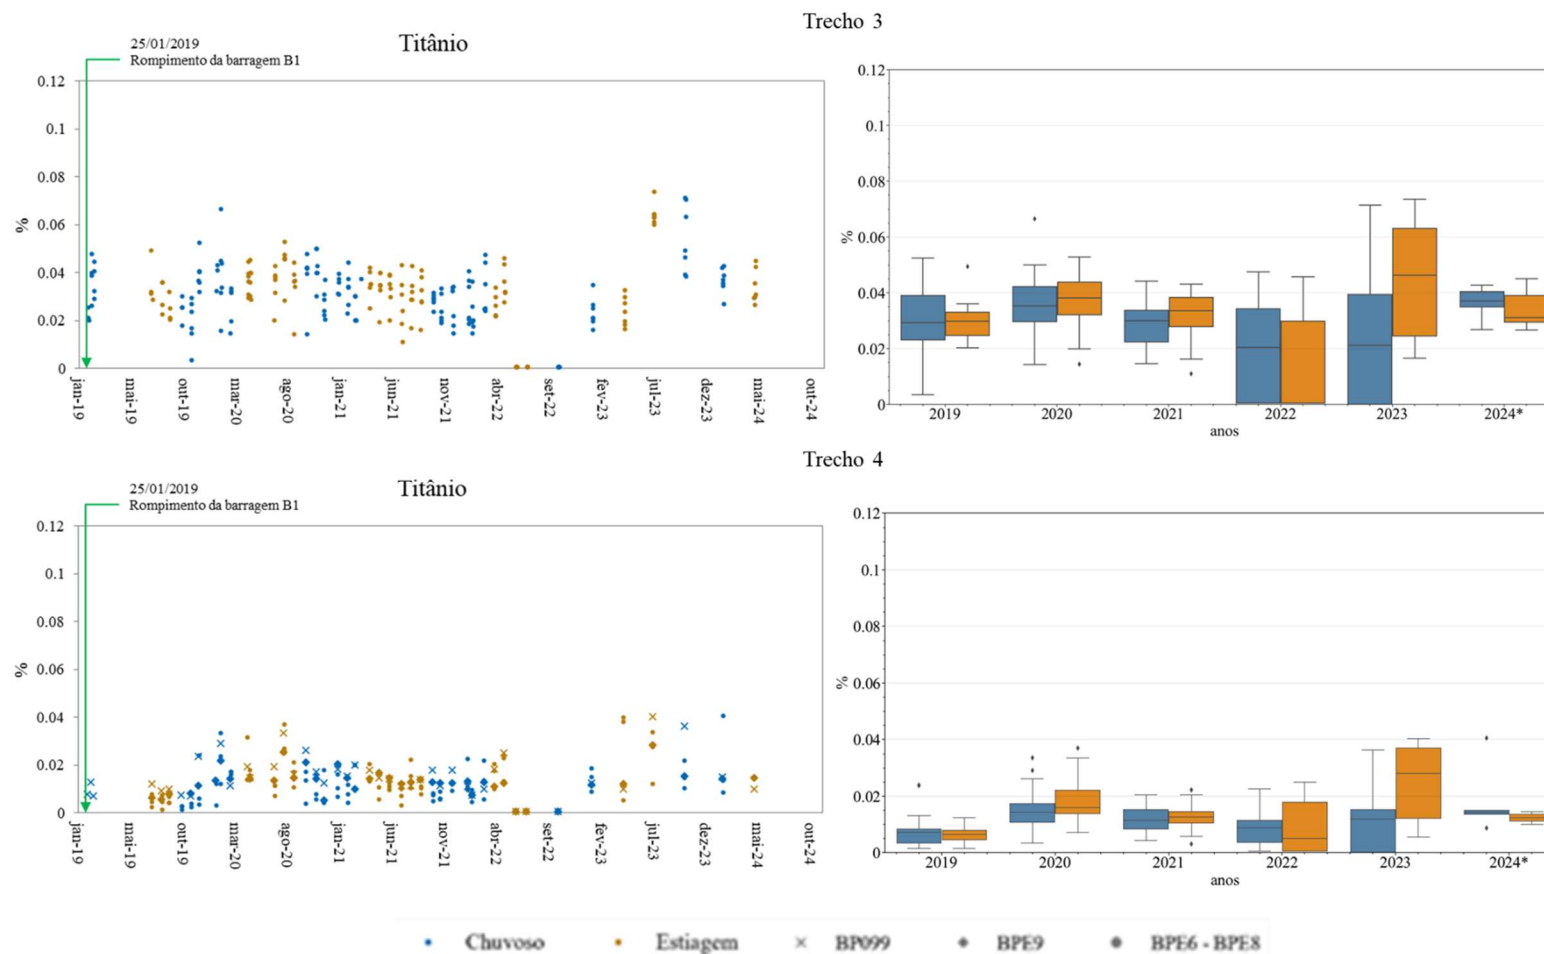 Trecho 3
25/01/2019
Rompimento da barragem B1
Titânio
0.12
0.1
0.08
0.06
0.04
0.02
0
%
jan-19
mai-19
out-19
mar-20
ago-20
jan-21
jun-21
nov-21
abr-22
set-22
fev-23
jul-23
dez-23
mai-24
out-24
0.12
0.1
0.08
0.06
0.04
0.02
0
%
2019
2020
2021
2022
2023
2024*
anos
Trecho 4
25/01/2019
Rompimento da barragem B1
Titânio
0.12
0.1
0.08
0.06
0.04
0.02
0
%
jan-19
mai-19
out-19
mar-20
ago-20
jan-21
jun-21
nov-21
abr-22
set-22
fev-23
jul-23
dez-23
mai-24
out-24
0.12
0.1
0.08
0.06
0.04
0.02
0
%
2019
2020
2021
2022
2023
2024*
anos
Chuvoso Estiagem BP099 BPE9 BPE6 - BPE8